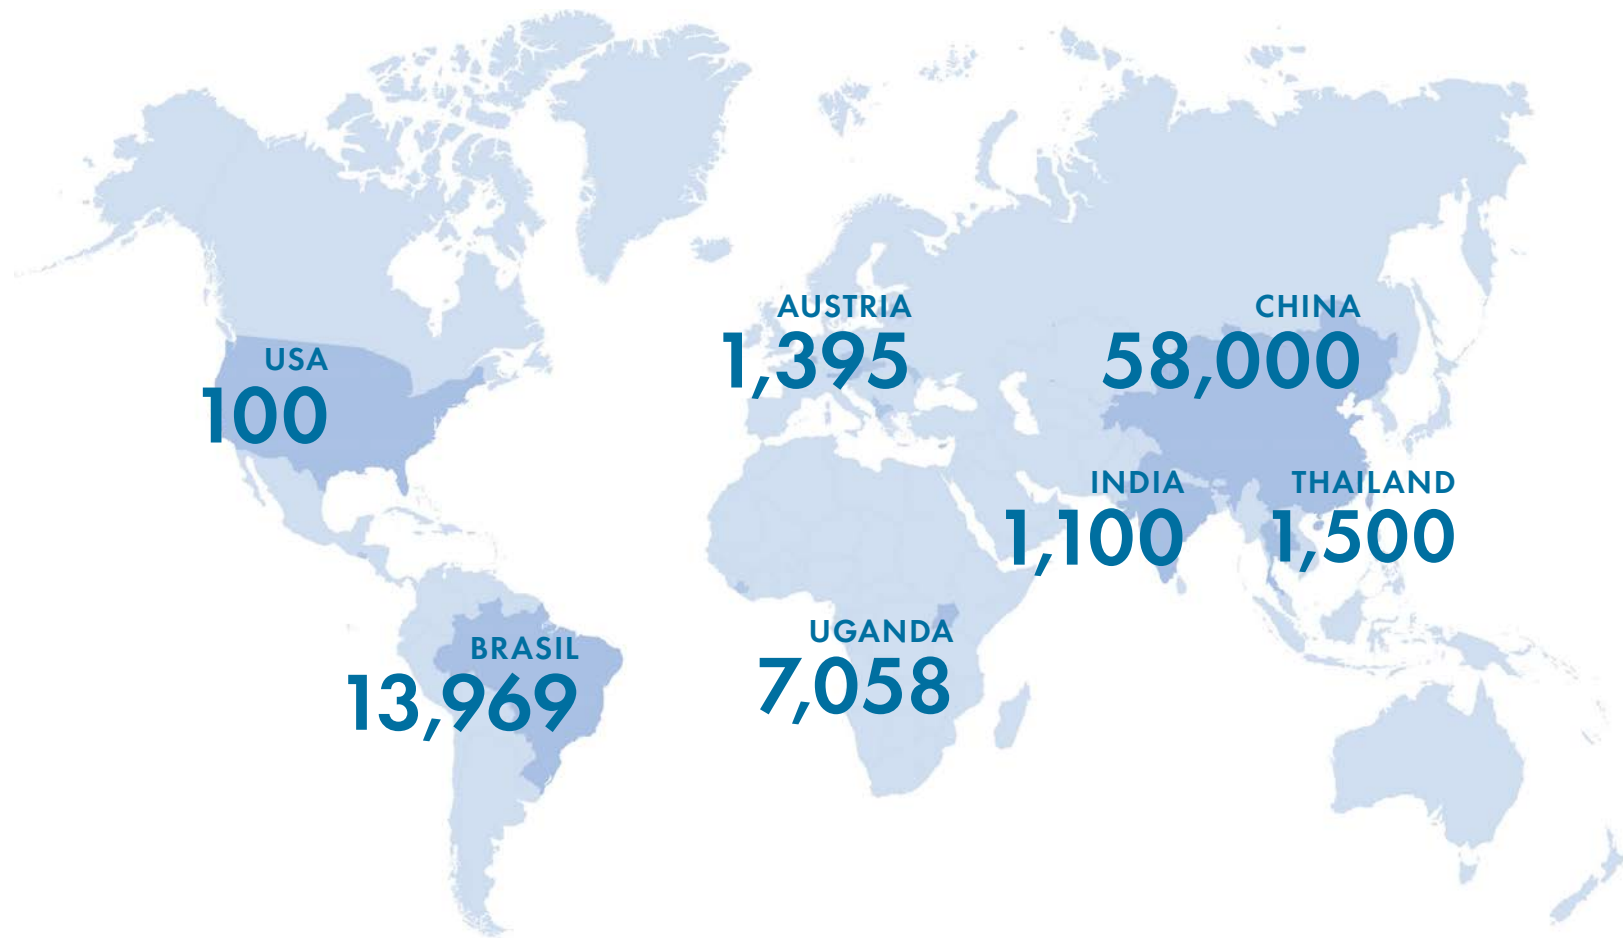 AUSTRIA
1,395
CHINA
58,000
USA
100
INDIA
1,100
THAILAND
1,500
UGANDA
7,058
BRASIL
13,969